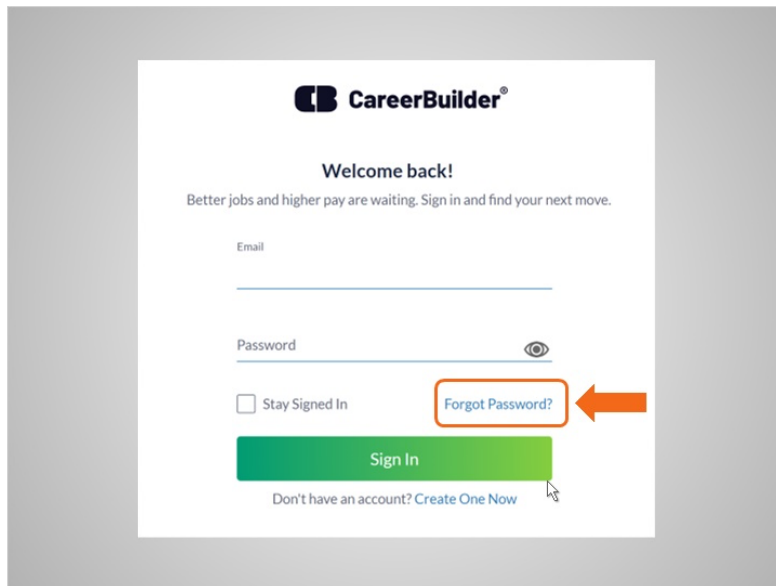 CB CareerBuilder®
Welcome back!
Better jobs and higher pay are waiting. Sign in and find your next move.
Email
Password
Stay Signed In Forgot Password?
Sign In
Don't have an account? Create One Now